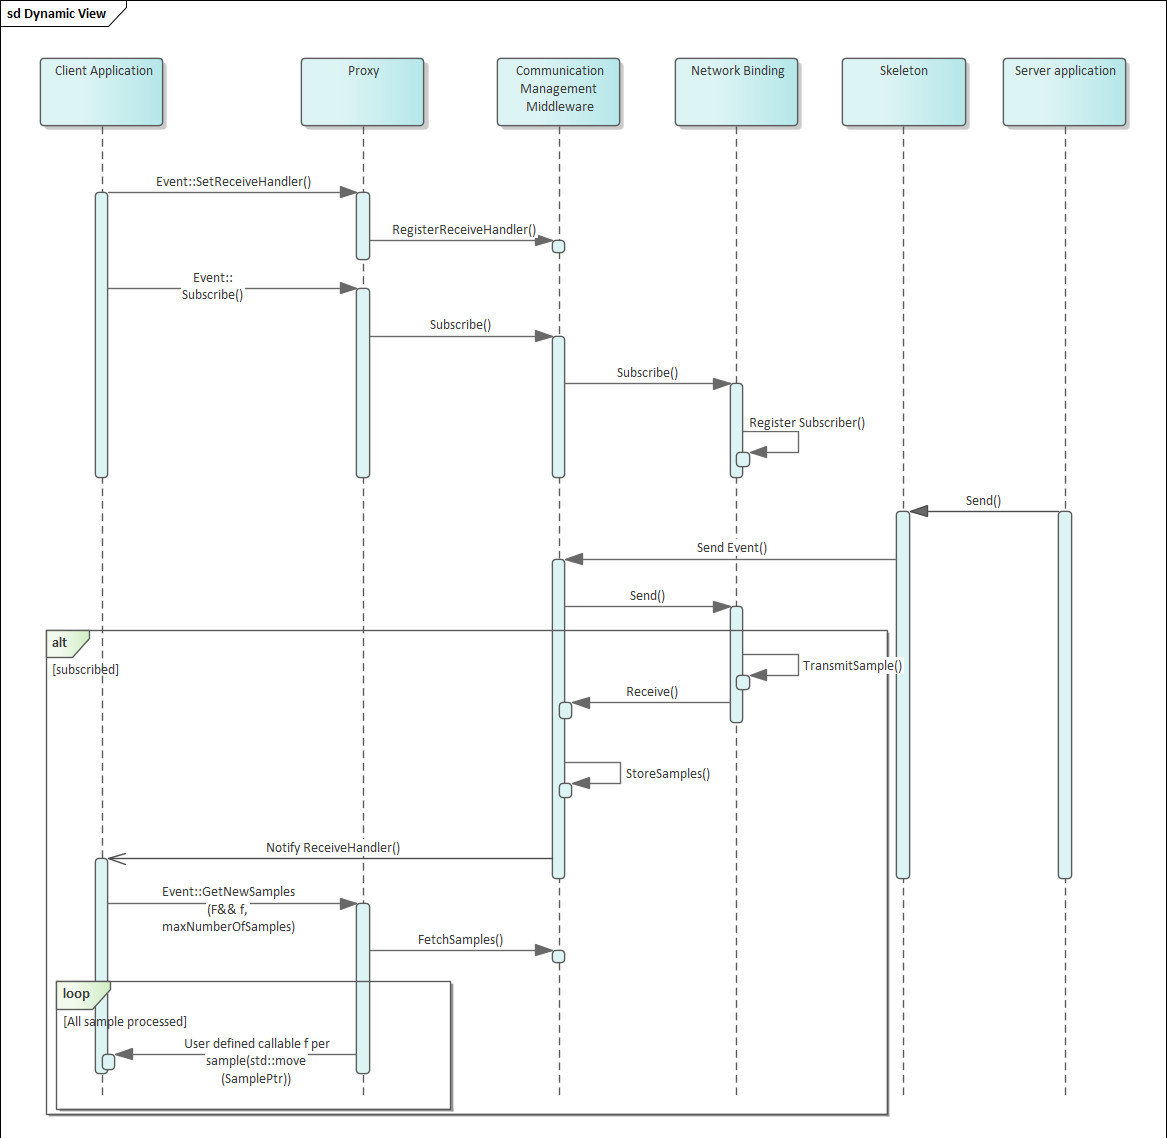 sd Dynamic View
Client Application
Proxy
Communication
Management
Middleware
Network Binding
Skeleton
Server application
Event::SetReceiveHandler()
RegisterReceiveHandler()
Event::
Subscribe()
Subscribe()
Subscribe()
Register Subscriber()
Send()
Send Event()
Send()
alt
[subscribed]
TransmitSample()
Receive()
StoreSamples()
Notify ReceiveHandler()
Event::GetNewSamples
(F&& f,
maxNumberOfSamples)
FetchSamples()
loop
[All sample processed]
User defined callable f per
sample(std::move
(SamplePtr))